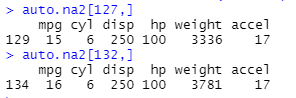 > auto.na2[127,]
    mpg cyl disp  hp weight accel
129  15   6  250 100   3336    17
> auto.na2[132,]
    mpg cyl disp  hp weight accel
134  16   6  250 100   3781    17